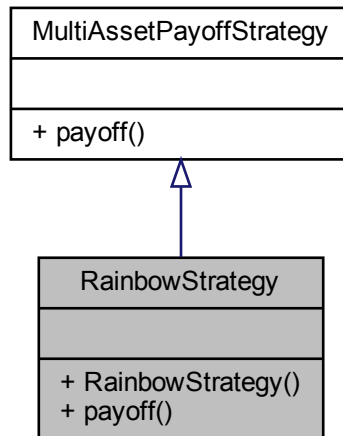 MultiAssetPayoffStrategy
+ payoff()
RainbowStrategy
+ RainbowStrategy()
+ payoff()